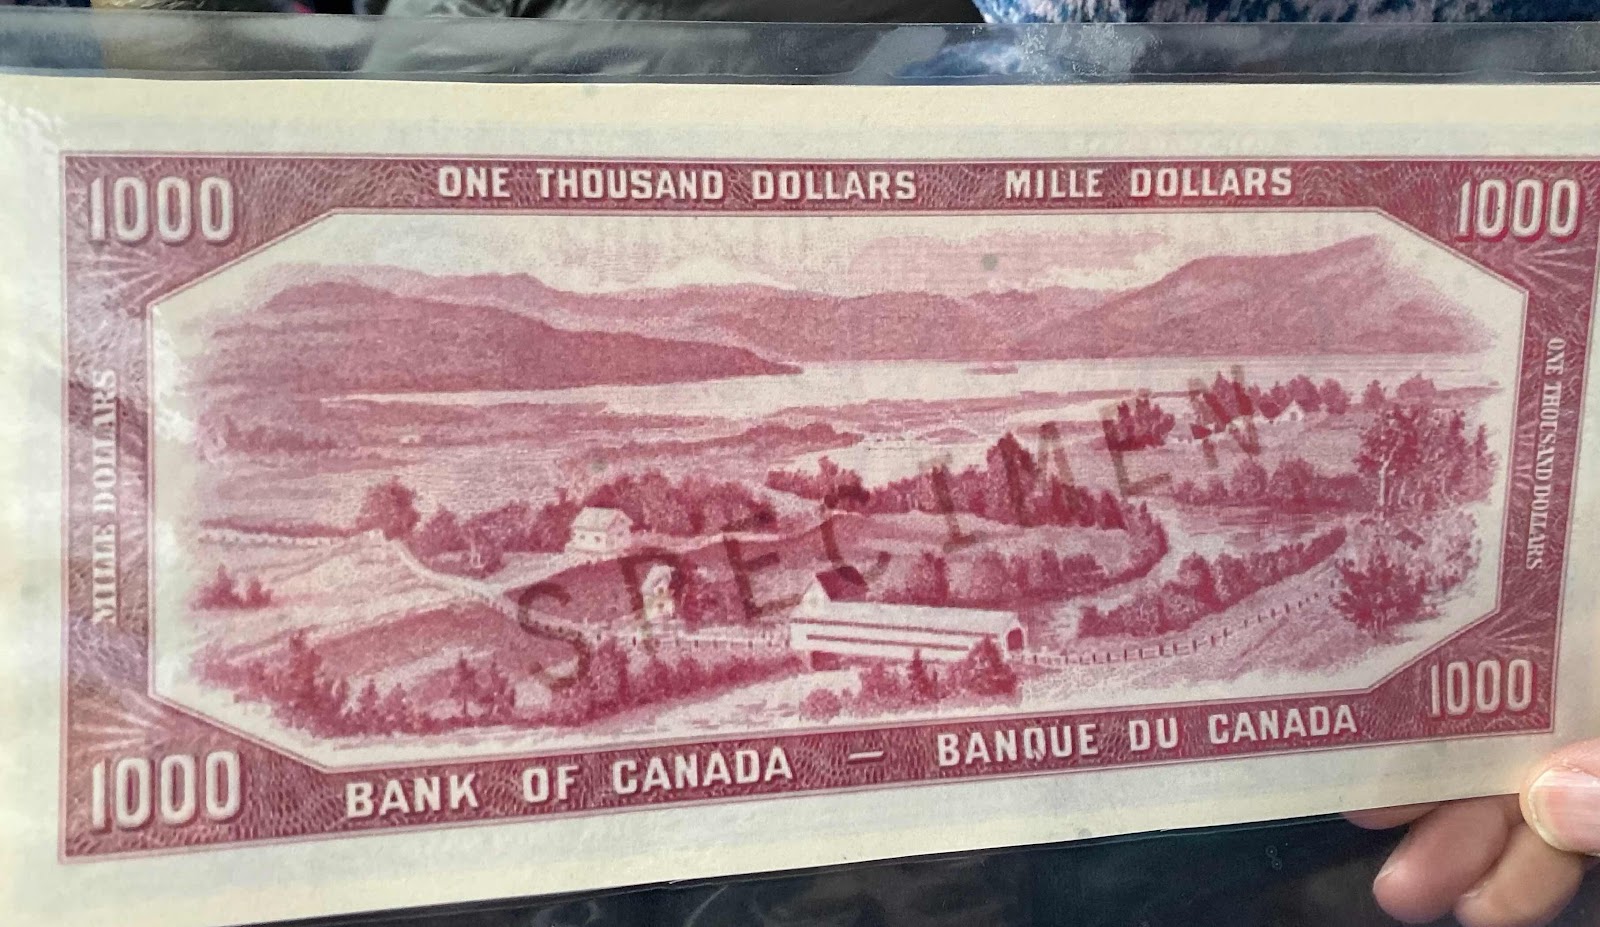 1000
ONE THOUSAND DOLLARS MILLE DOLLARS
1000
MILLE DOLLARS
ONE THOUSAND DOLLARS
SPECIMEN
1000
BANK OF CANADA — BANQUE DU CANADA
1000